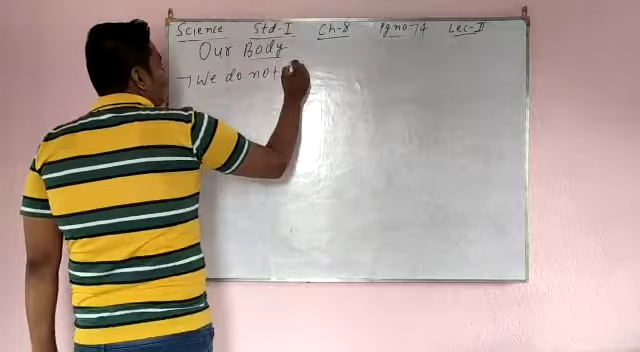 Science Std-I Ch-8 Pg no-74 Lec-II
Our Body
→ We do not